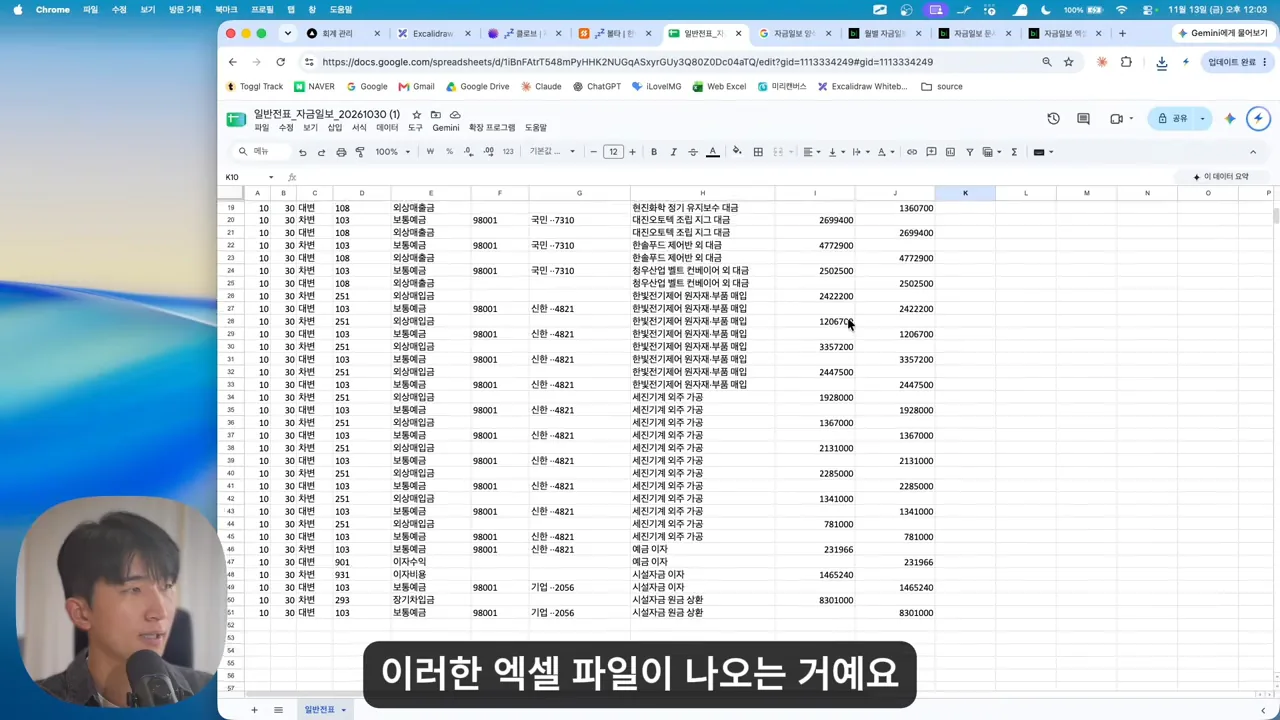 Chrome 파일 수정 보기 방문 기록 북마크 프로필 탭 창 도움말 100% 11월 13일 (금) 오후 12:03
회계 관리 Excalidraw 클로브 볼타 | 한 일반전표_자 자금일보 양식 월별 자금일 자금일보 문 자금일보 엑셀 Gemini에게 물어보기
https://docs.google.com/spreadsheets/d/1iBnFAtrT548mPyHHK2NUGqASxyrGUy3Q80Z0Dc04aTQ/edit?gid=1113334249#gid=1113334249 업데이트 완료
Toggl Track NAVER Google Gmail Google Drive Claude ChatGPT iLoveIMG Web Excel 미리캔버스 Excalidraw Whiteb... source
일반전표_자금일보_20261030 (1)
파일 수정 보기 삽입 서식 데이터 도구 Gemini 확장 프로그램 도움말
공유
메뉴 100% ₩ % .0 .00 123 기본값 ... 12 B I A Σ
K10 fx 이 데이터 요약
A B C D E F G H I J K L M N O P
19 10 30 대변 108 외상매출금 현진화학 정기 유지보수 대금 1360700
20 10 30 차변 103 보통예금 98001 국민 ··7310 대진오토텍 조립 지그 대금 2699400
21 10 30 대변 108 외상매출금 대진오토텍 조립 지그 대금 2699400
22 10 30 차변 103 보통예금 98001 국민 ··7310 한솔푸드 제어반 외 대금 4772900
23 10 30 대변 108 외상매출금 한솔푸드 제어반 외 대금 4772900
24 10 30 차변 103 보통예금 98001 국민 ··7310 청우산업 벨트 컨베이어 외 대금 2502500
25 10 30 대변 108 외상매출금 청우산업 벨트 컨베이어 외 대금 2502500
26 10 30 차변 251 외상매입금 한빛전기제어 원자재·부품 매입 2422200
27 10 30 대변 103 보통예금 98001 신한 ··4821 한빛전기제어 원자재·부품 매입 2422200
28 10 30 차변 251 외상매입금 한빛전기제어 원자재·부품 매입 1206700
29 10 30 대변 103 보통예금 98001 신한 ··4821 한빛전기제어 원자재·부품 매입 1206700
30 10 30 차변 251 외상매입금 한빛전기제어 원자재·부품 매입 3357200
31 10 30 대변 103 보통예금 98001 신한 ··4821 한빛전기제어 원자재·부품 매입 3357200
32 10 30 차변 251 외상매입금 한빛전기제어 원자재·부품 매입 2447500
33 10 30 대변 103 보통예금 98001 신한 ··4821 한빛전기제어 원자재·부품 매입 2447500
34 10 30 차변 251 외상매입금 세진기계 외주 가공 1928000
35 10 30 대변 103 보통예금 98001 신한 ··4821 세진기계 외주 가공 1928000
36 10 30 차변 251 외상매입금 세진기계 외주 가공 1367000
37 10 30 대변 103 보통예금 98001 신한 ··4821 세진기계 외주 가공 1367000
38 10 30 차변 251 외상매입금 세진기계 외주 가공 2131000
39 10 30 대변 103 보통예금 98001 신한 ··4821 세진기계 외주 가공 2131000
40 10 30 차변 251 외상매입금 세진기계 외주 가공 2285000
41 10 30 대변 103 보통예금 98001 신한 ··4821 세진기계 외주 가공 2285000
42 10 30 차변 251 외상매입금 세진기계 외주 가공 1341000
43 10 30 대변 103 보통예금 98001 신한 ··4821 세진기계 외주 가공 1341000
44 10 30 차변 251 외상매입금 세진기계 외주 가공 781000
45 10 30 대변 103 보통예금 98001 신한 ··4821 세진기계 외주 가공 781000
46 10 30 차변 103 보통예금 98001 신한 ··4821 예금 이자 231966
47 10 30 대변 901 이자수익 예금 이자 231966
48 10 30 차변 931 이자비용 시설자금 이자 1465240
49 10 30 대변 103 보통예금 98001 기업 ··2056 시설자금 이자 1465240
50 10 30 차변 293 장기차입금 시설자금 원금 상환 8301000
51 10 30 대변 103 보통예금 98001 기업 ··2056 시설자금 원금 상환 8301000
52
53
54
55
56
57
이러한 엑셀 파일이 나오는 거예요
일반전표